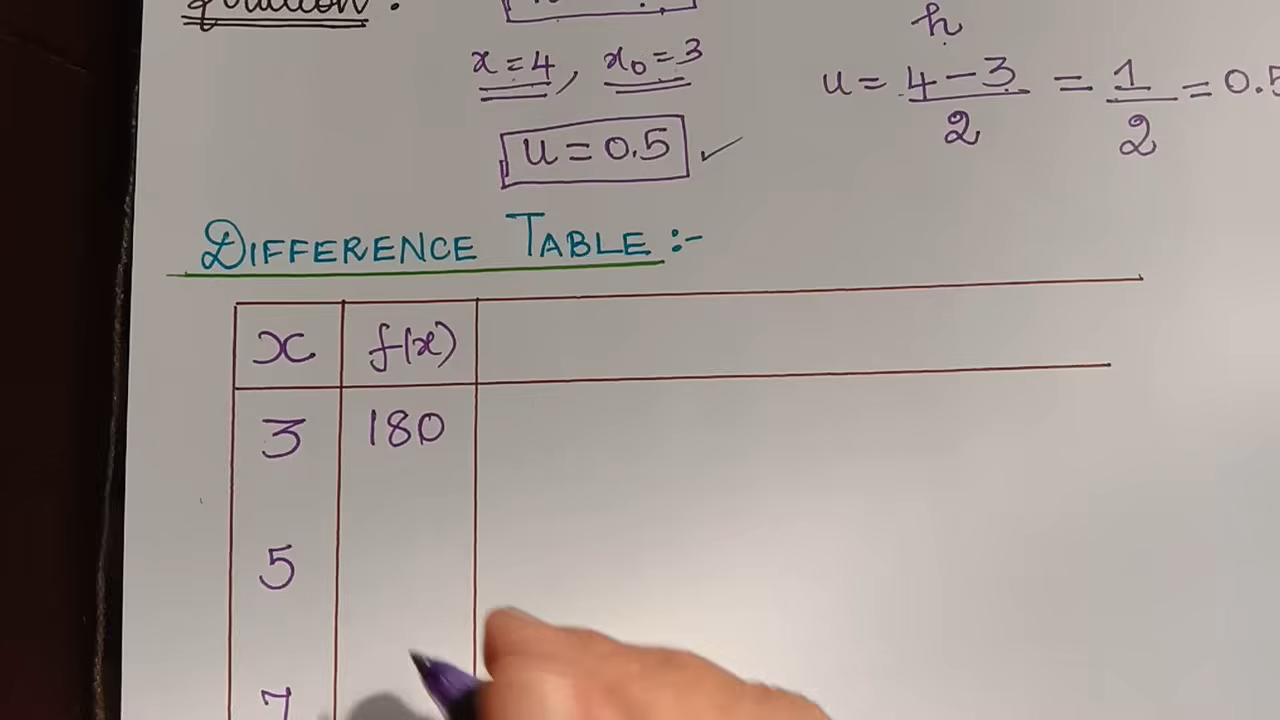 h
x=4, x₀=3
u= 4-3/2 = 1/2 = 0.5
u=0.5 ✓
DIFFERENCE TABLE :-
x f(x)
3 180
5
7